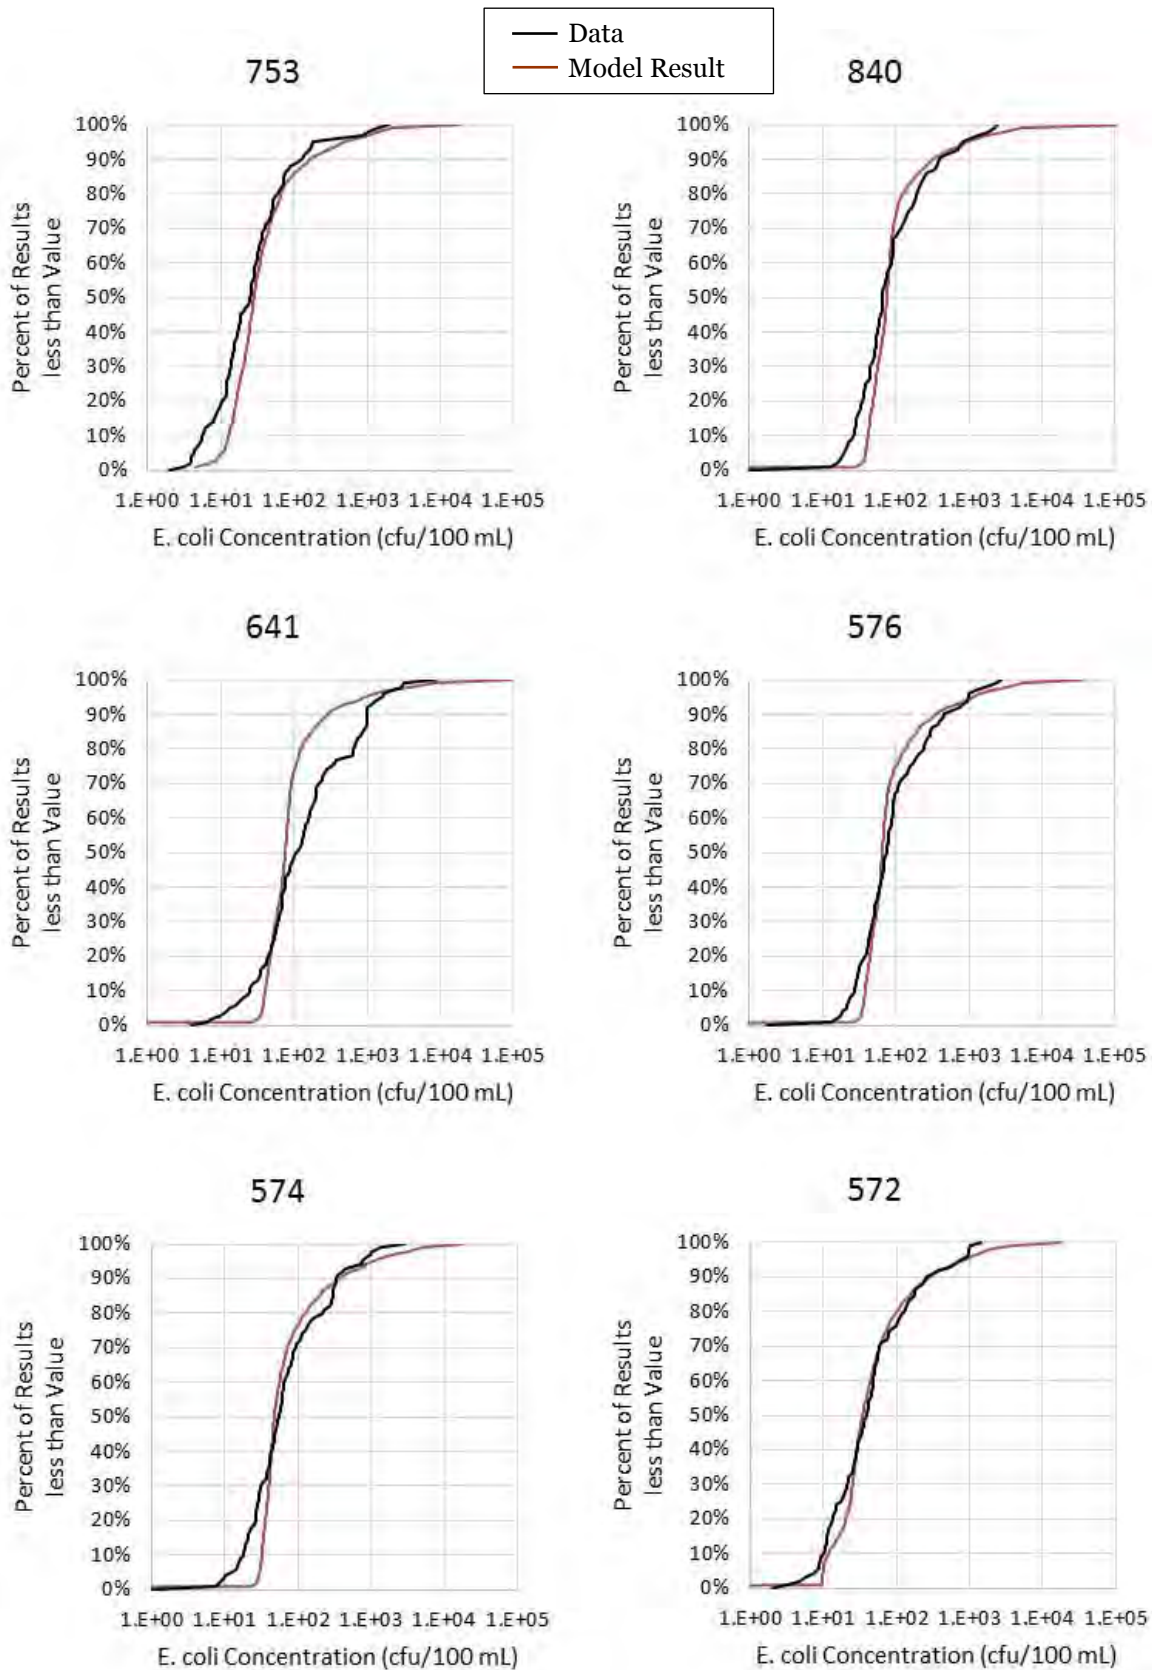 Data
Model Result
753
840
100%
90%
80%
70%
60%
50%
40%
30%
20%
10%
0%
Percent of Results
less than Value
1.E+00 1.E+01 1.E+02 1.E+03 1.E+04 1.E+05
E. coli Concentration (cfu/100 mL)
100%
90%
80%
70%
60%
50%
40%
30%
20%
10%
0%
Percent of Results
less than Value
1.E+00 1.E+01 1.E+02 1.E+03 1.E+04 1.E+05
E. coli Concentration (cfu/100 mL)
641
576
100%
90%
80%
70%
60%
50%
40%
30%
20%
10%
0%
Percent of Results
less than Value
1.E+00 1.E+01 1.E+02 1.E+03 1.E+04 1.E+05
E. coli Concentration (cfu/100 mL)
100%
90%
80%
70%
60%
50%
40%
30%
20%
10%
0%
Percent of Results
less than Value
1.E+00 1.E+01 1.E+02 1.E+03 1.E+04 1.E+05
E. coli Concentration (cfu/100 mL)
574
572
100%
90%
80%
70%
60%
50%
40%
30%
20%
10%
0%
Percent of Results
less than Value
1.E+00 1.E+01 1.E+02 1.E+03 1.E+04 1.E+05
E. coli Concentration (cfu/100 mL)
100%
90%
80%
70%
60%
50%
40%
30%
20%
10%
0%
Percent of Results
less than Value
1.E+00 1.E+01 1.E+02 1.E+03 1.E+04 1.E+05
E. coli Concentration (cfu/100 mL)